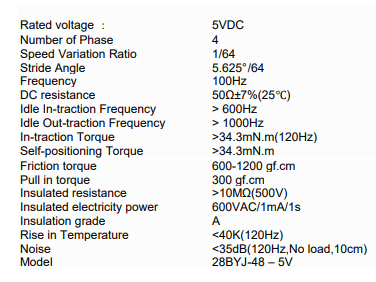 Rated voltage : 5VDC
Number of Phase 4
Speed Variation Ratio 1/64
Stride Angle 5.625°/64
Frequency 100Hz
DC resistance 50Ω±7%(25℃)
Idle In-traction Frequency > 600Hz
Idle Out-traction Frequency > 1000Hz
In-traction Torque >34.3mN.m(120Hz)
Self-positioning Torque >34.3mN.m
Friction torque 600-1200 gf.cm
Pull in torque 300 gf.cm
Insulated resistance >10MΩ(500V)
Insulated electricity power 600VAC/1mA/1s
Insulation grade A
Rise in Temperature <40K(120Hz)
Noise <35dB(120Hz,No load,10cm)
Model 28BYJ-48 – 5V